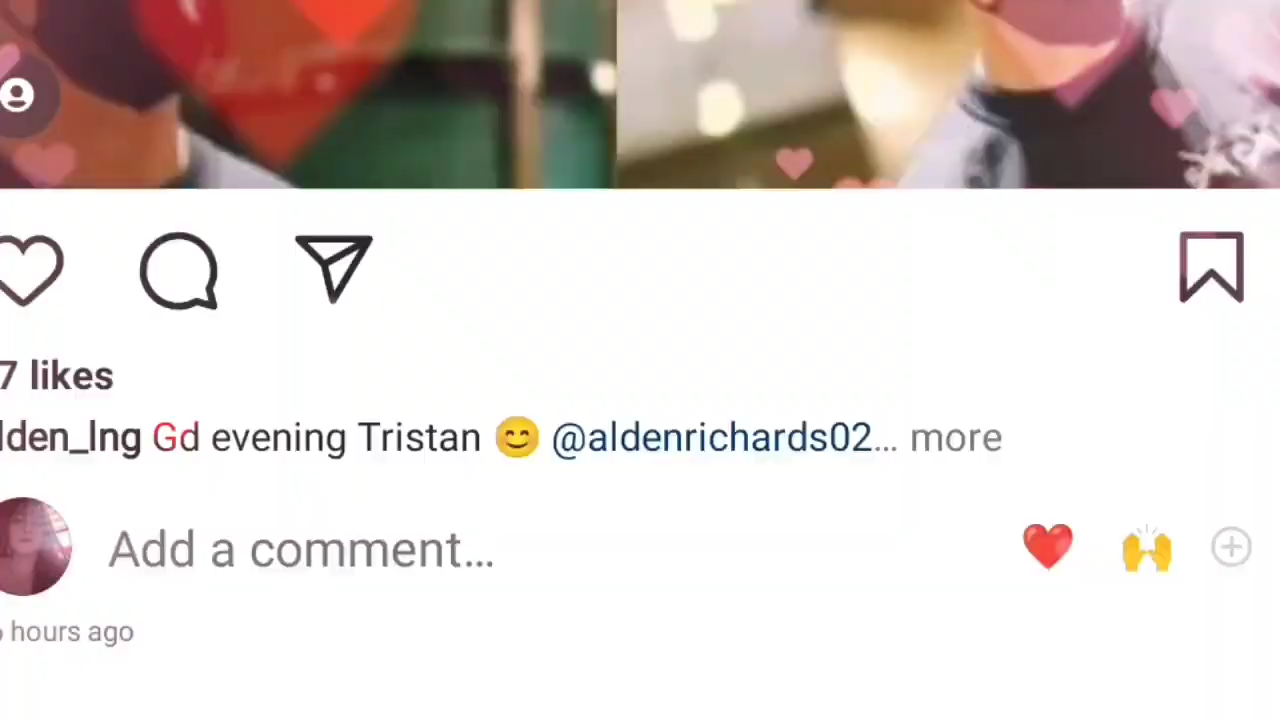 7 likes
lden_lng Gd evening Tristan 😊 @aldenrichards02... more
Add a comment...
hours ago